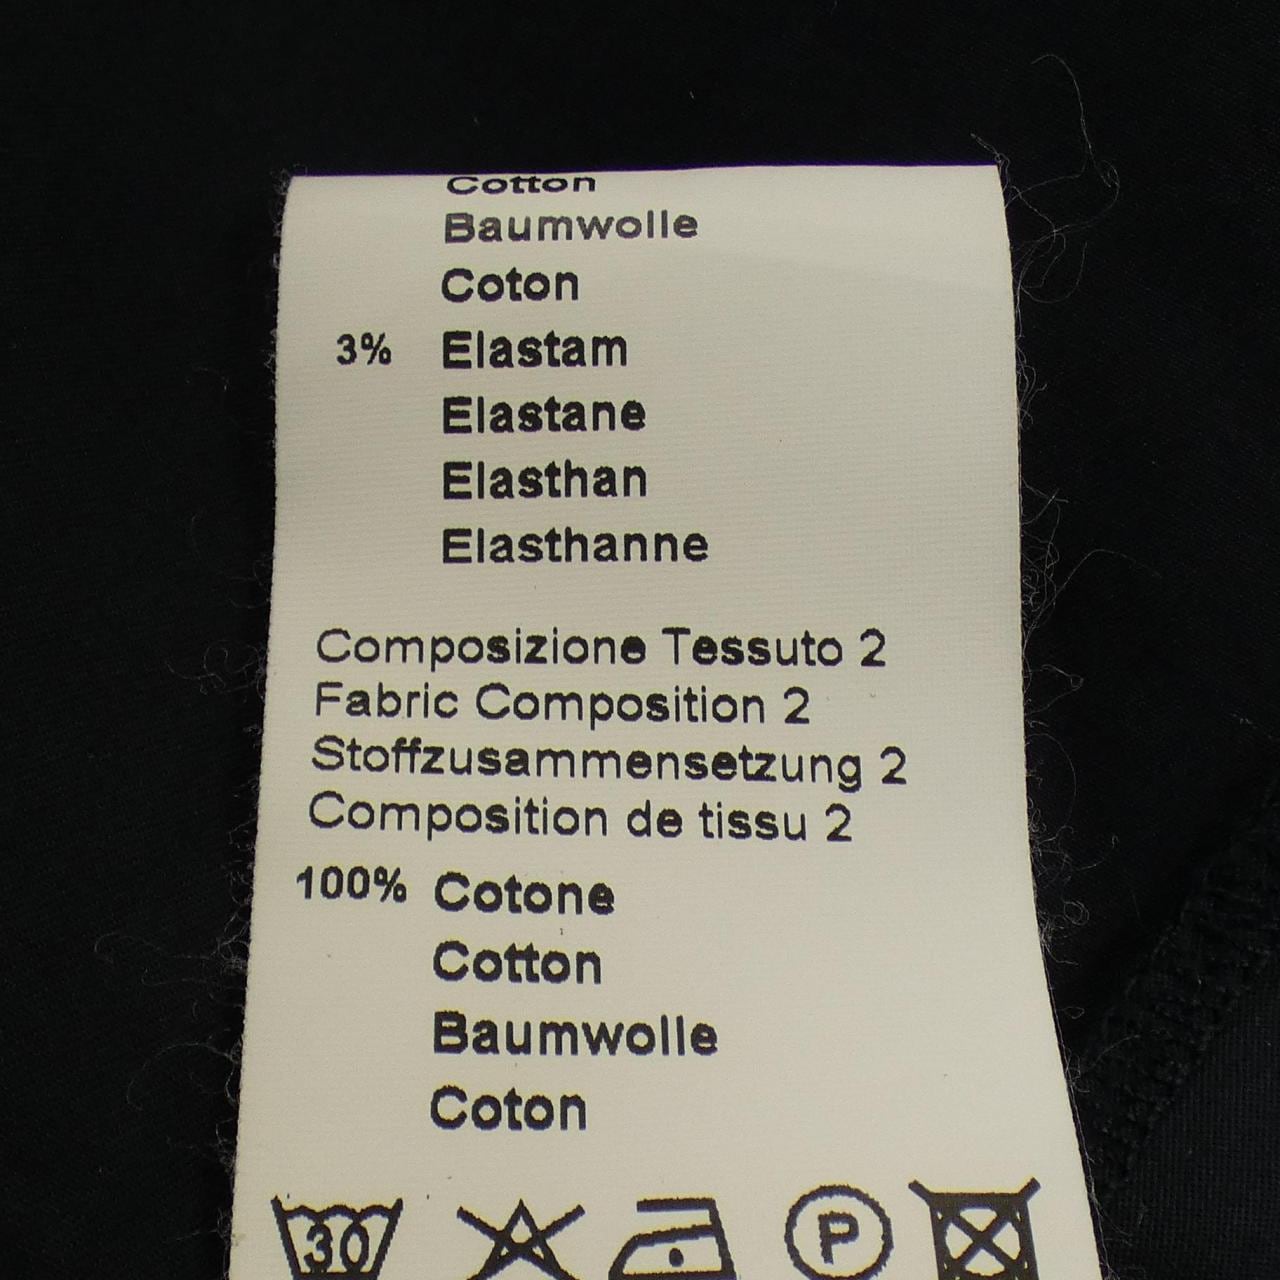 Cotton
Baumwolle
Coton
3% Elastam
Elastane
Elasthan
Elasthanne
Composizione Tessuto 2
Fabric Composition 2
Stoffzusammensetzung 2
Composition de tissu 2
100% Cotone
Cotton
Baumwolle
Coton
30 P